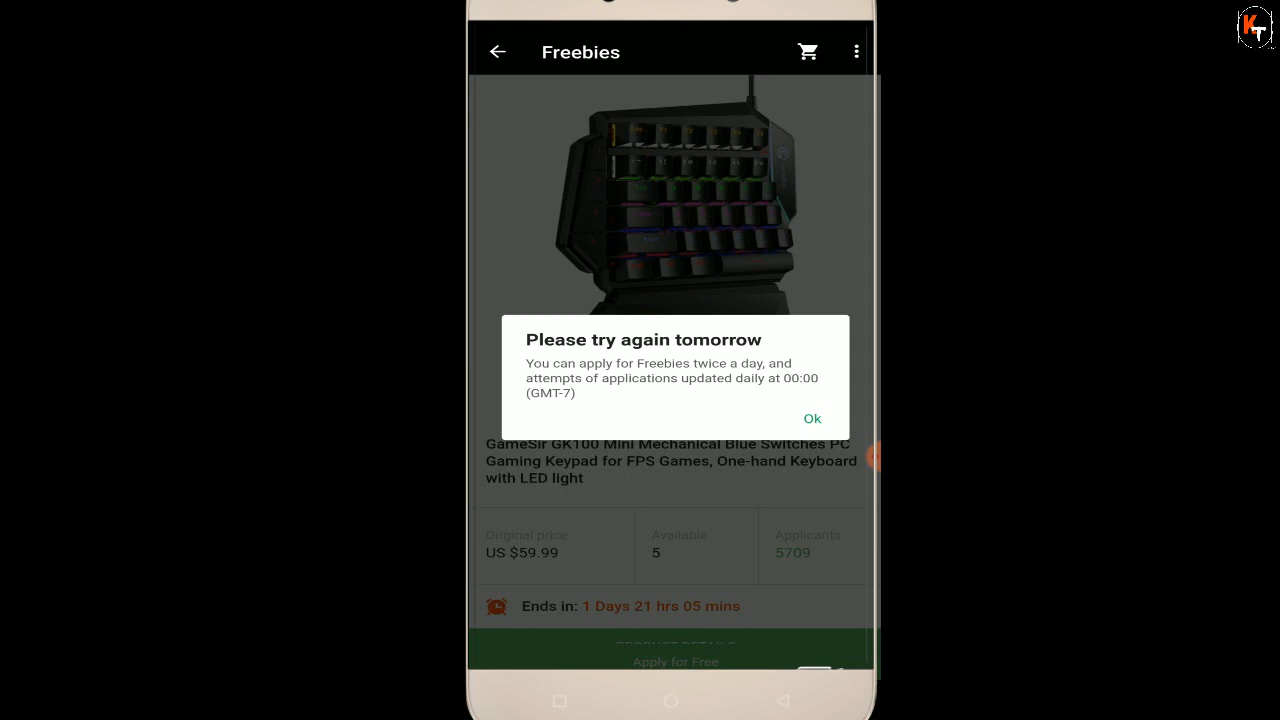 KT
Freebies
Please try again tomorrow
You can apply for Freebies twice a day, and
attempts of applications updated daily at 00:00
(GMT-7)
Ok
GameSir GK100 Mini Mechanical Blue Switches PC
Gaming Keypad for FPS Games, One-hand Keyboard
with LED light
Original price
Available
Applicants
US $59.99
5
5709
Ends in: 1 Days 21 hrs 05 mins
PRODUCT DETAILS
Apply for Free